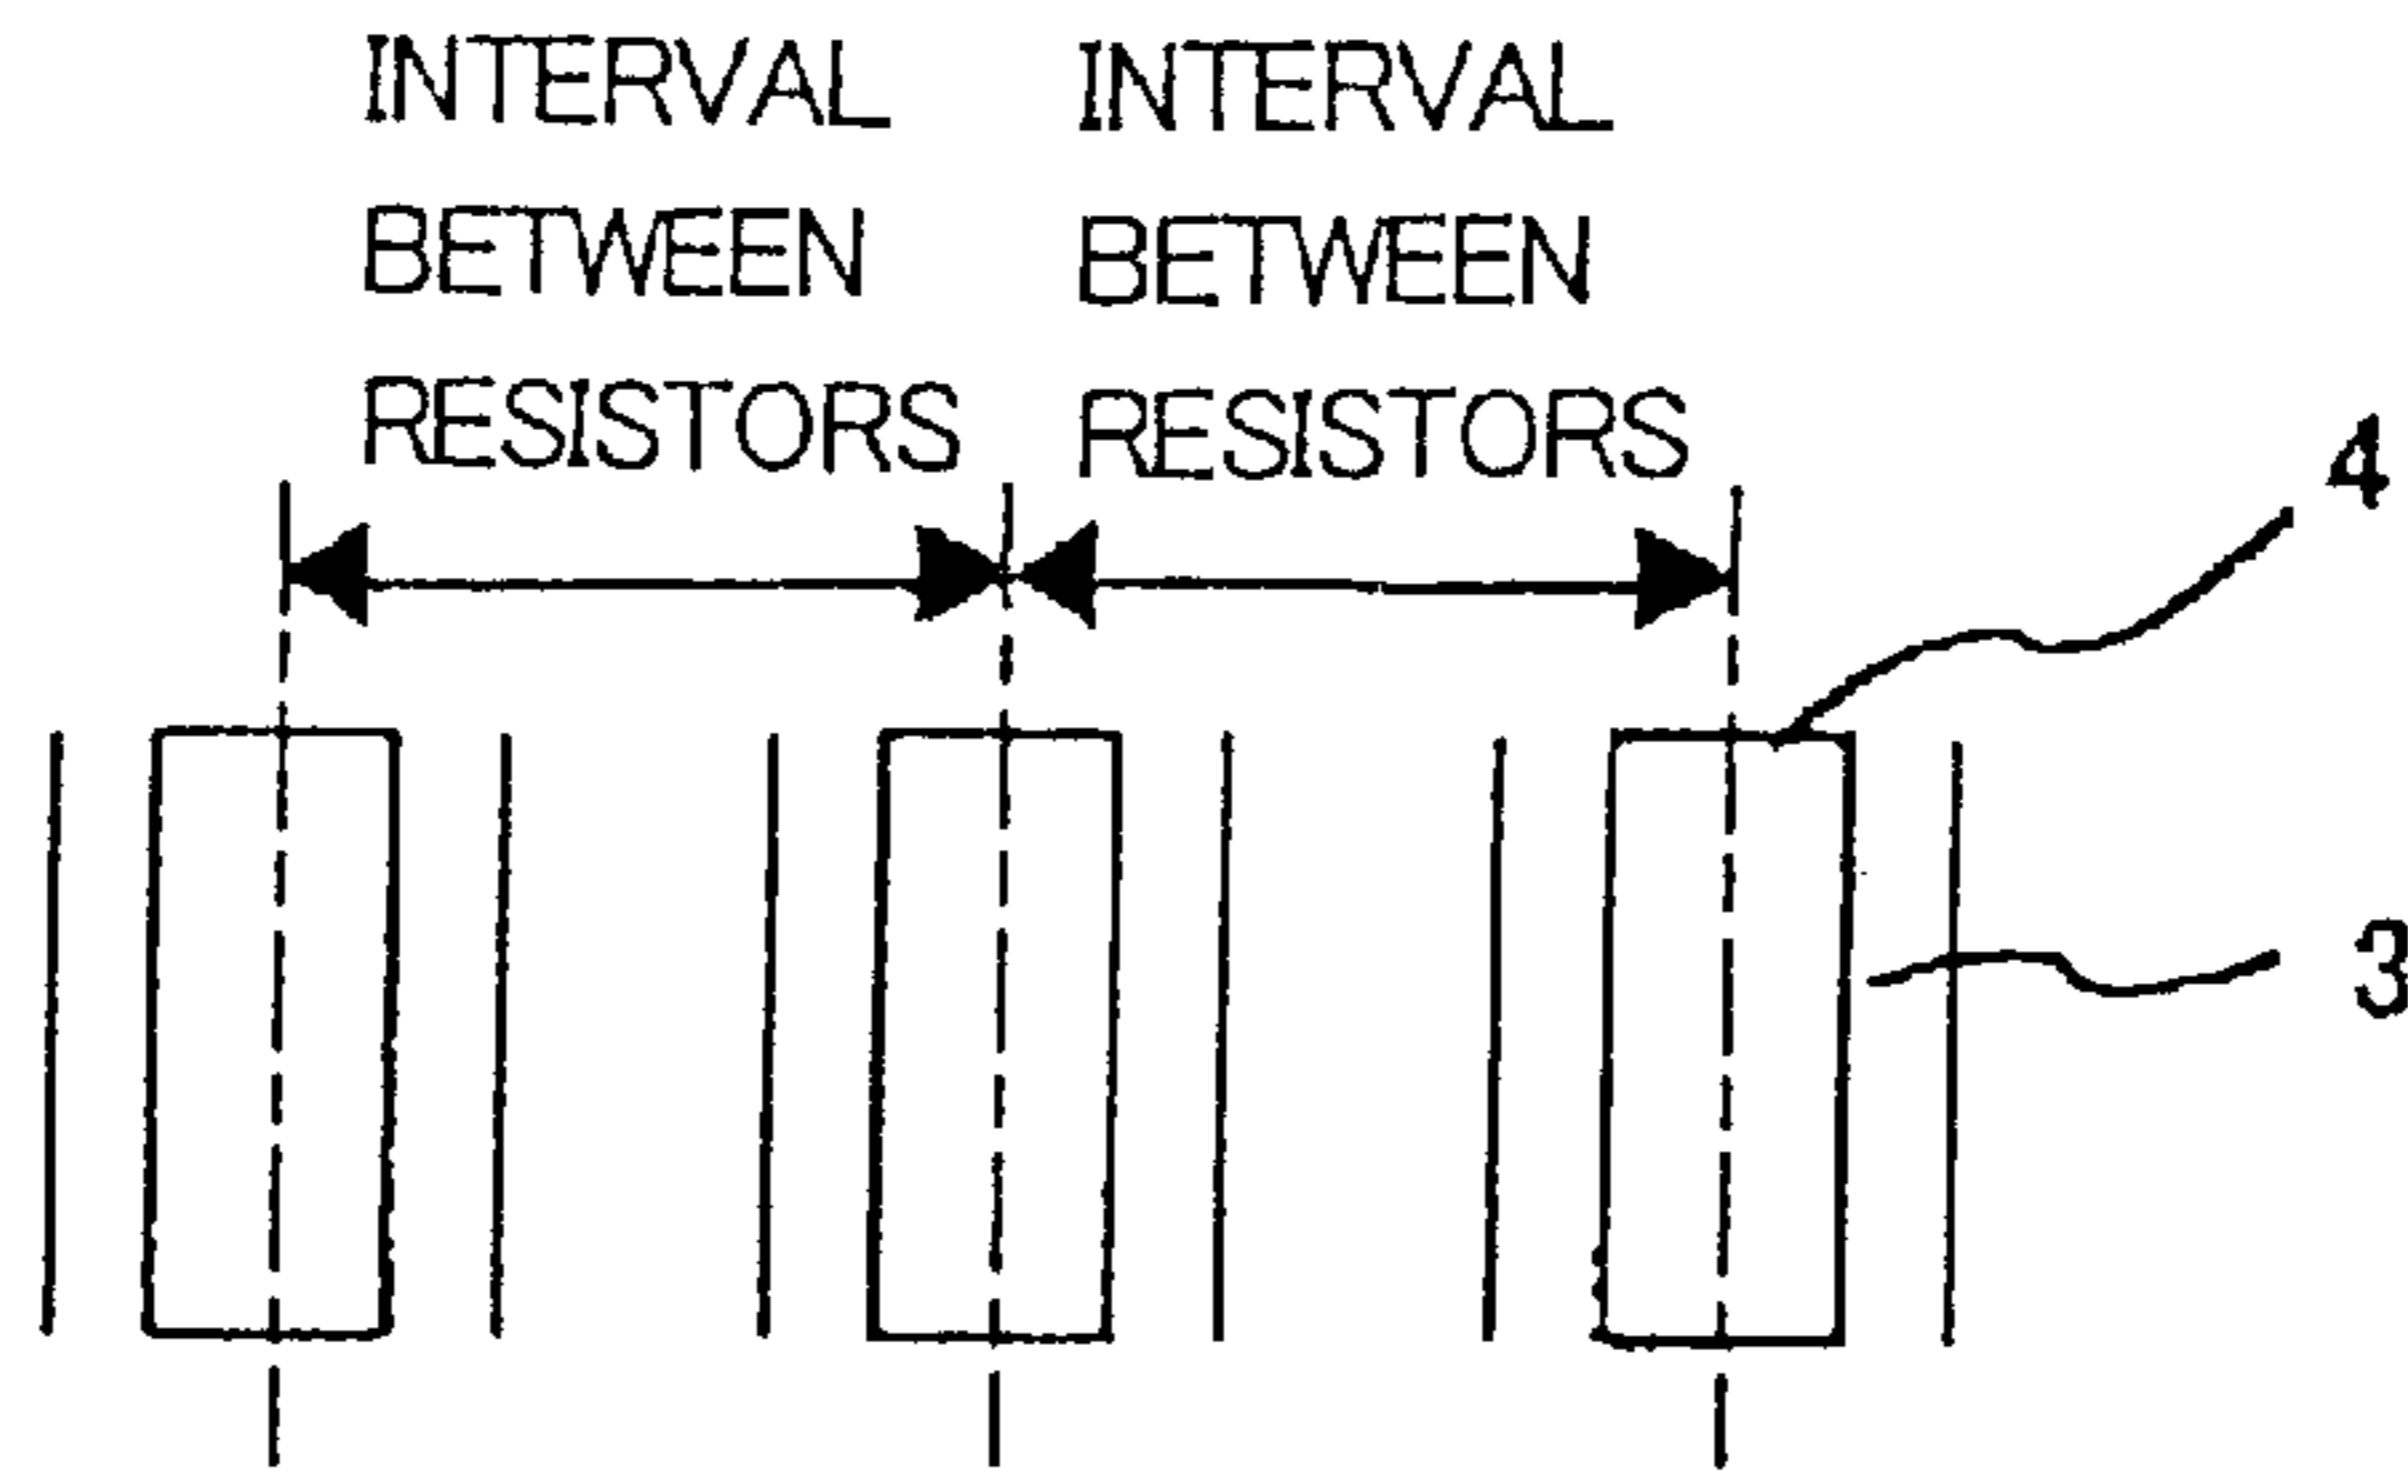 INTERVAL
BETWEEN
RESISTORS
INTERVAL
BETWEEN
RESISTORS
4
3